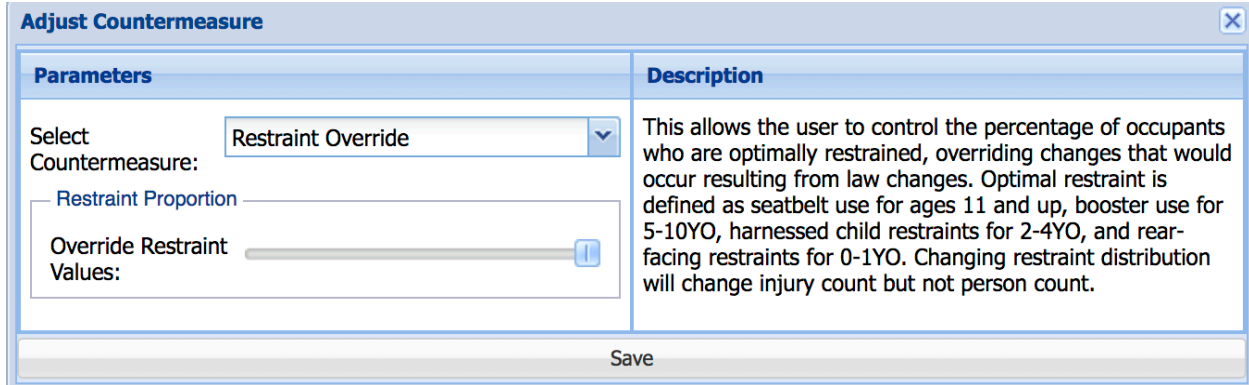 Adjust Countermeasure
Parameters
Description
Select
Countermeasure:
Restraint Override
Restraint Proportion
Override Restraint
Values:
This allows the user to control the percentage of occupants
who are optimally restrained, overriding changes that would
occur resulting from law changes. Optimal restraint is
defined as seatbelt use for ages 11 and up, booster use for
5-10YO, harnessed child restraints for 2-4YO, and rear-
facing restraints for 0-1YO. Changing restraint distribution
will change injury count but not person count.
Save